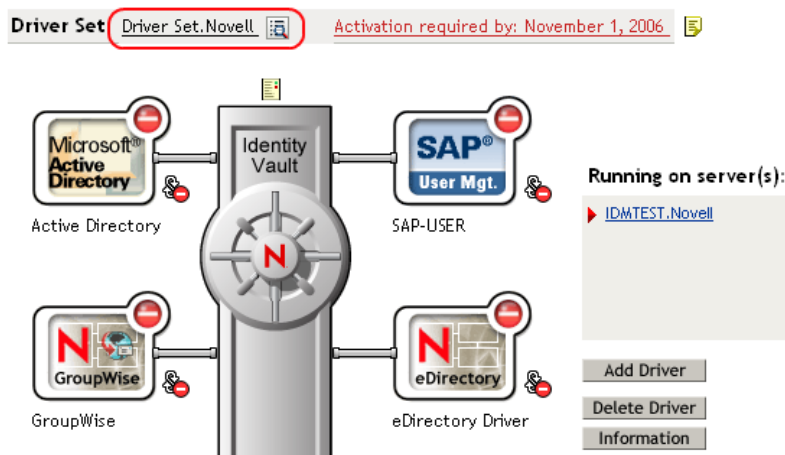 Driver Set Driver Set.Novell Activation required by: November 1, 2006
Identity
Vault
Microsoft®
Active
Directory
Active Directory
SAP®
User Mgt.
SAP-USER
Running on server(s):
IDMTEST.Novell
N
N
GroupWise
GroupWise
N
eDirectory
eDirectory Driver
Add Driver
Delete Driver
Information